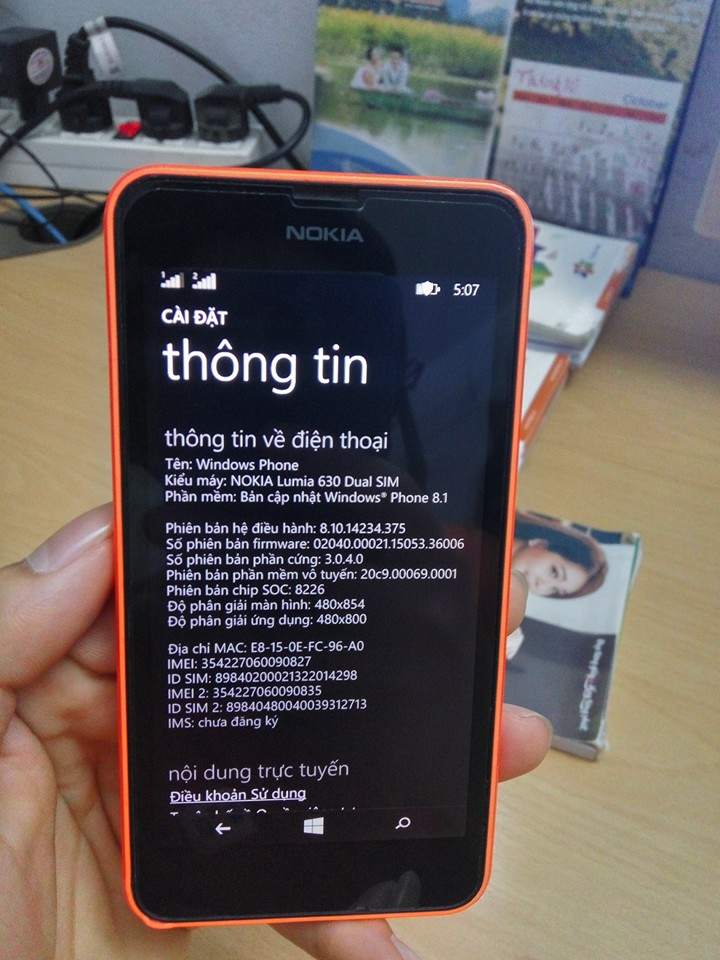 October
NOKIA
1 2 5:07
CÀI ĐẶT
thông tin
thông tin về điện thoại
Tên: Windows Phone
Kiểu máy: NOKIA Lumia 630 Dual SIM
Phần mềm: Bản cập nhật Windows® Phone 8.1
Phiên bản hệ điều hành: 8.10.14234.375
Số phiên bản firmware: 02040.00021.15053.36006
Số phiên bản phần cứng: 3.0.4.0
Phiên bản phần mềm vô tuyến: 20c9.00069.0001
Phiên bản chip SOC: 8226
Độ phân giải màn hình: 480x854
Độ phân giải ứng dụng: 480x800
Địa chỉ MAC: E8-15-0E-FC-96-A0
IMEI: 354227060090827
ID SIM: 89840200021322014298
IMEI 2: 354227060090835
ID SIM 2: 89840480040039312713
IMS: chưa đăng ký
nội dung trực tuyến
Điều khoản Sử dụng